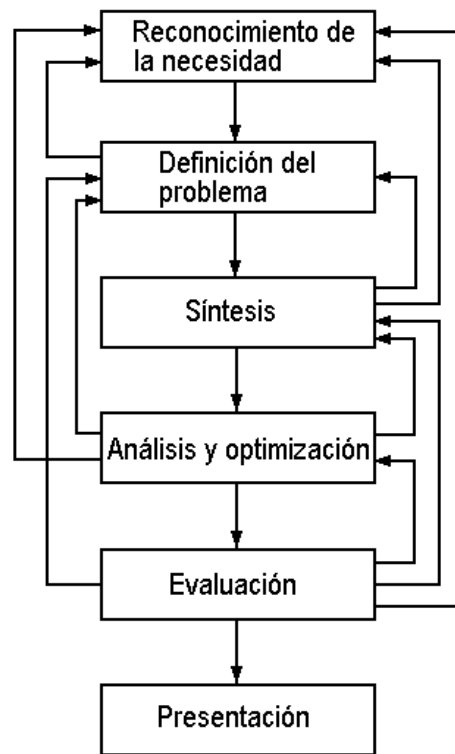 Reconocimiento de
la necesidad
Definición del
problema
Síntesis
Análisis y optimización
Evaluación
Presentación